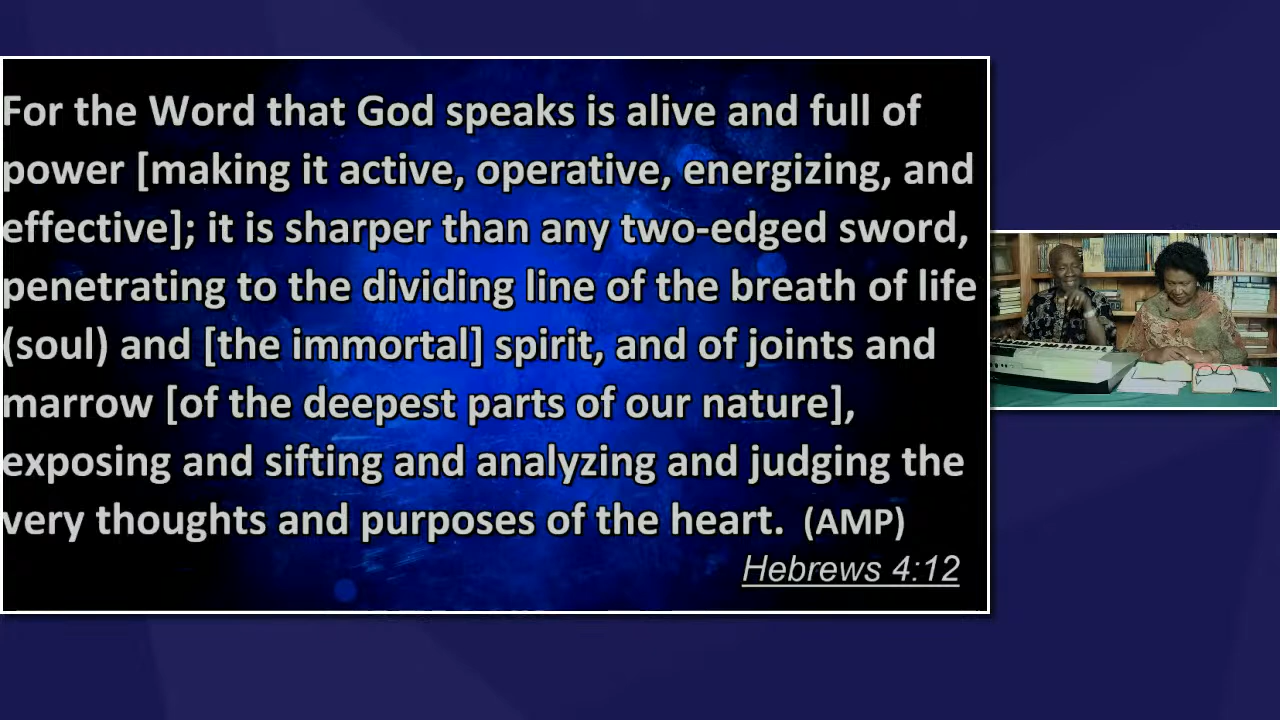 For the Word that God speaks is alive and full of
power [making it active, operative, energizing, and
effective]; it is sharper than any two-edged sword,
penetrating to the dividing line of the breath of life
(soul) and [the immortal] spirit, and of joints and
marrow [of the deepest parts of our nature],
exposing and sifting and analyzing and judging the
very thoughts and purposes of the heart. (AMP)
Hebrews 4:12